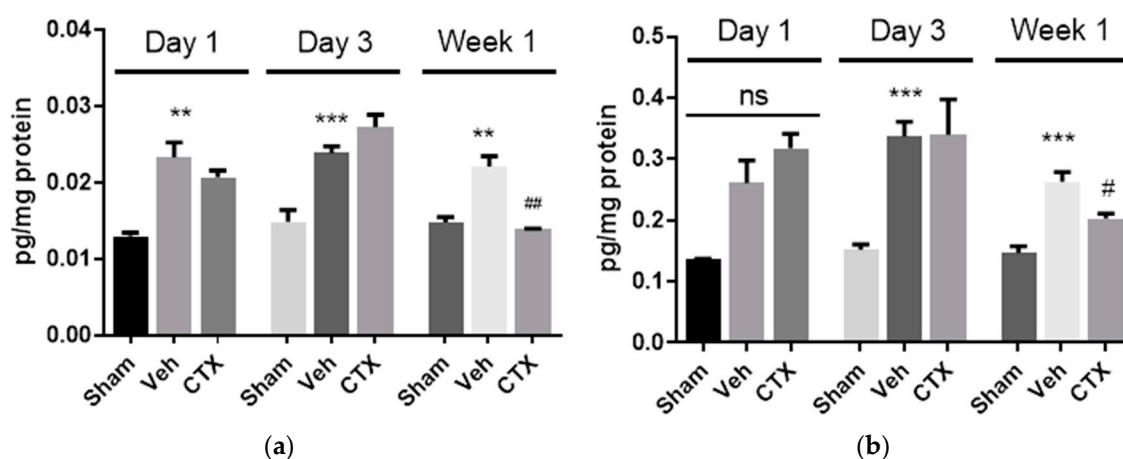 Day 1 Day 3 Week 1
pg/mg protein
0.04
0.03
0.02
0.01
0.00
** *** ** ##
Sham Veh CTX Sham Veh CTX Sham Veh CTX
(a)
Day 1 Day 3 Week 1
pg/mg protein
0.5
0.4
0.3
0.2
0.1
0.0
ns *** *** #
Sham Veh CTX Sham Veh CTX Sham Veh CTX
(b)